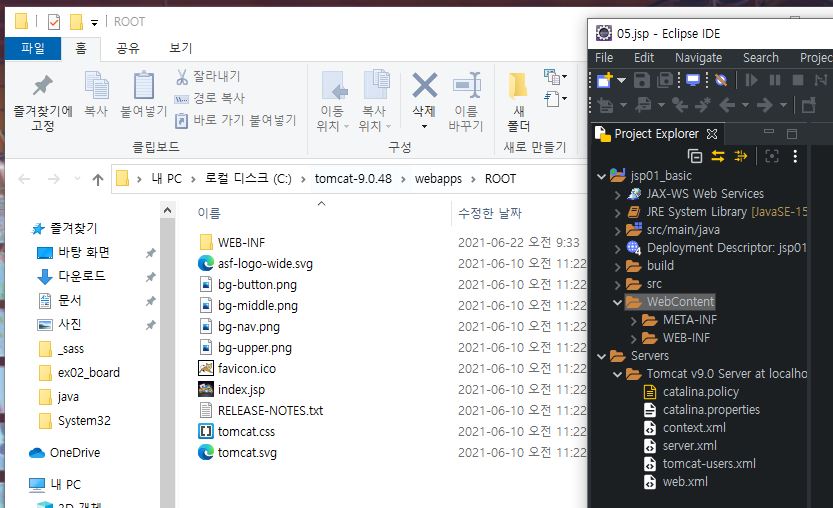 ROOT
파일
홈
공유
보기
즐겨찾기에
고정
복사
붙여넣기
잘라내기
경로 복사
바로 가기 붙여넣기
이동
위치
복사
위치
삭제
이름
바꾸기
새
폴더
클립보드
구성
새로 만들기
내 PC
로컬 디스크 (C:)
tomcat-9.0.48
webapps
ROOT
즐겨찾기
바탕 화면
다운로드
문서
사진
_sass
ex02_board
java
System32
OneDrive
내 PC
3D 개체
이름
수정한 날짜
WEB-INF 2021-06-22 오전 9:33
asf-logo-wide.svg 2021-06-10 오전 11:22
bg-button.png 2021-06-10 오전 11:22
bg-middle.png 2021-06-10 오전 11:22
bg-nav.png 2021-06-10 오전 11:22
bg-upper.png 2021-06-10 오전 11:22
favicon.ico 2021-06-10 오전 11:22
index.jsp 2021-06-10 오전 11:22
RELEASE-NOTES.txt 2021-06-10 오전 11:22
tomcat.css 2021-06-10 오전 11:22
tomcat.svg 2021-06-10 오전 11:22
05.jsp - Eclipse IDE
File Edit Navigate Search Projec
Project Explorer
jsp01_basic
JAX-WS Web Services
JRE System Library [JavaSE-15
src/main/java
Deployment Descriptor: jsp01
build
src
WebContent
META-INF
WEB-INF
Servers
Tomcat v9.0 Server at localho
catalina.policy
catalina.properties
context.xml
server.xml
tomcat-users.xml
web.xml